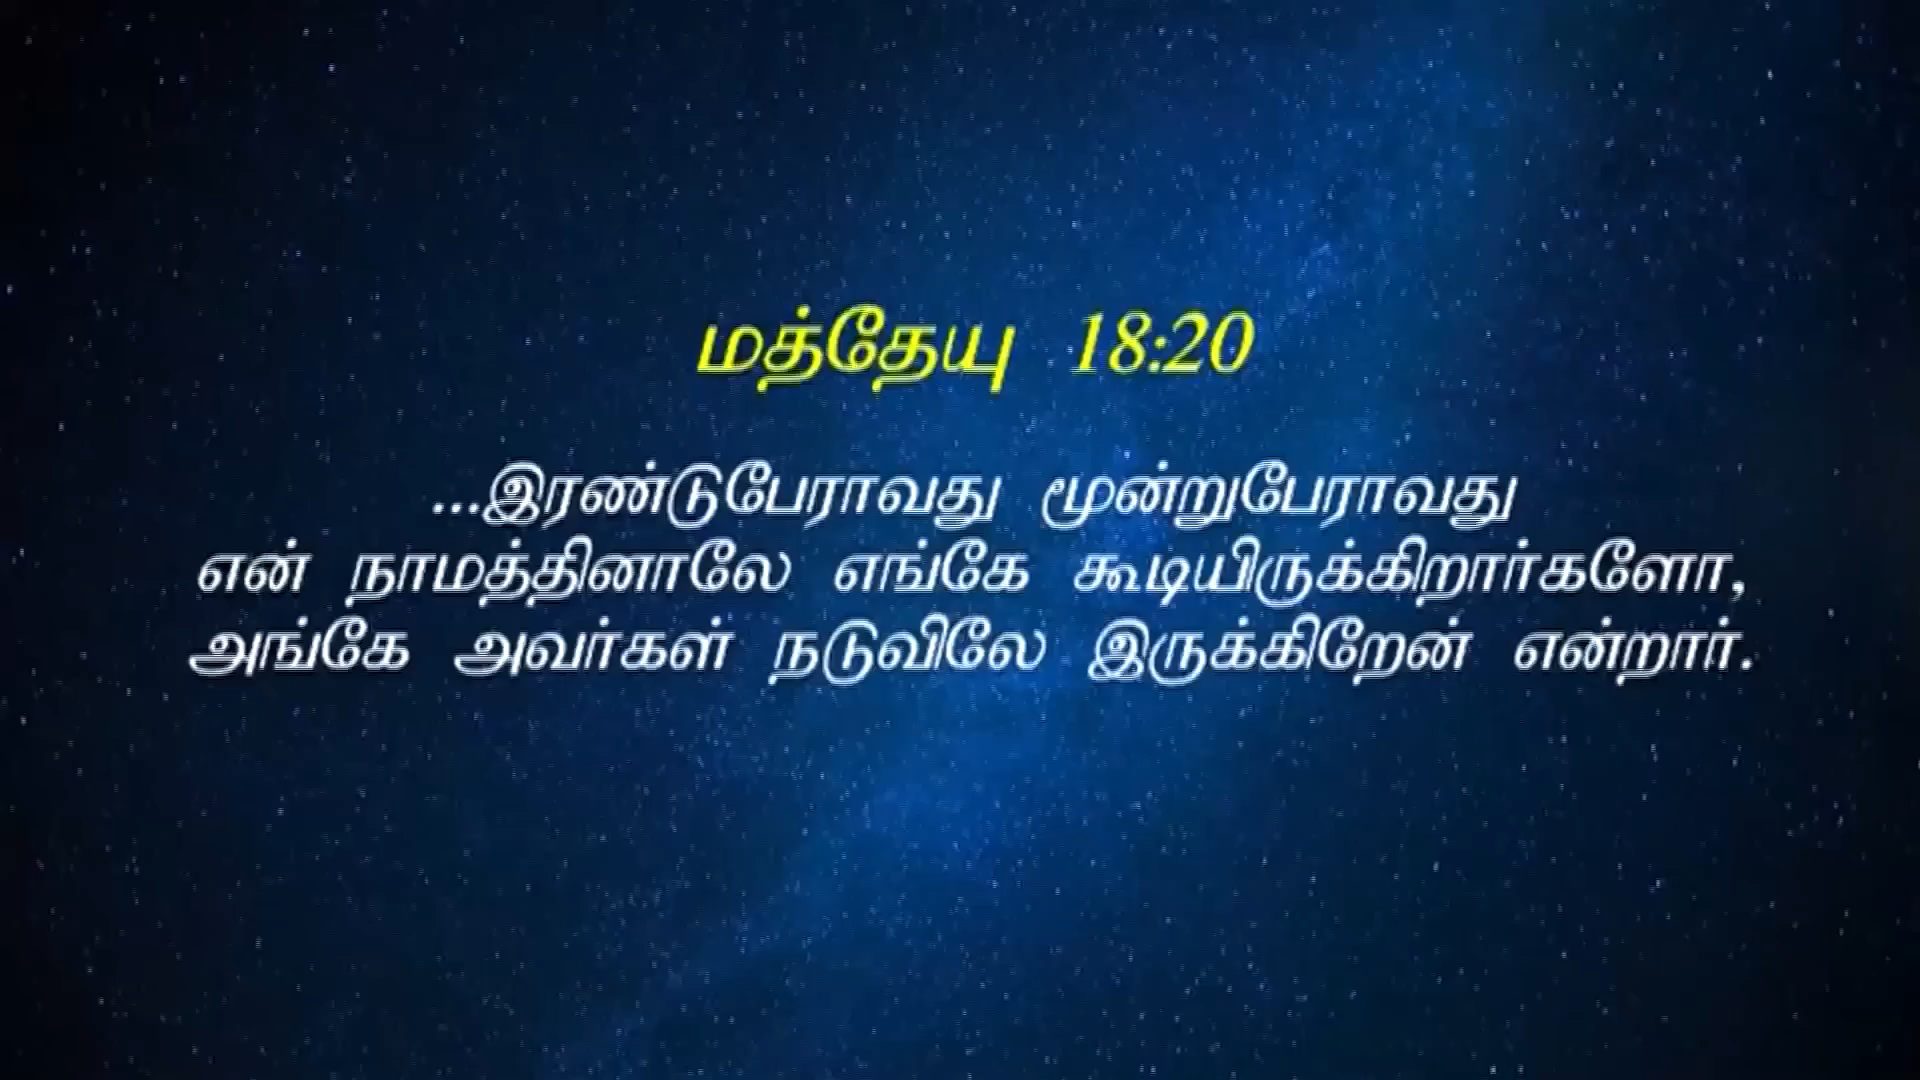 மத்தேயு 18:20
...இரண்டுபேராவது மூன்றுபேராவது
என் நாமத்தினாலே எங்கே கூடியிருக்கிறார்களோ,
அங்கே அவர்கள் நடுவிலே இருக்கிறேன் என்றார்.